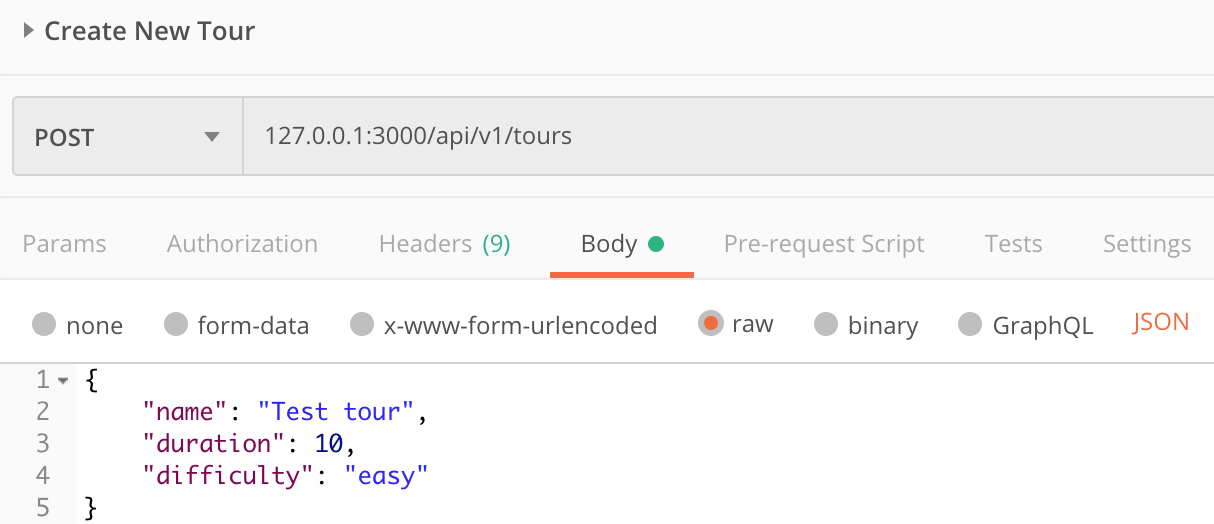 Create New Tour
POST 127.0.0.1:3000/api/v1/tours
Params Authorization Headers (9) Body Pre-request Script Tests Settings
none form-data x-www-form-urlencoded raw binary GraphQL JSON
1 {
2 "name": "Test tour",
3 "duration": 10,
4 "difficulty": "easy"
5 }